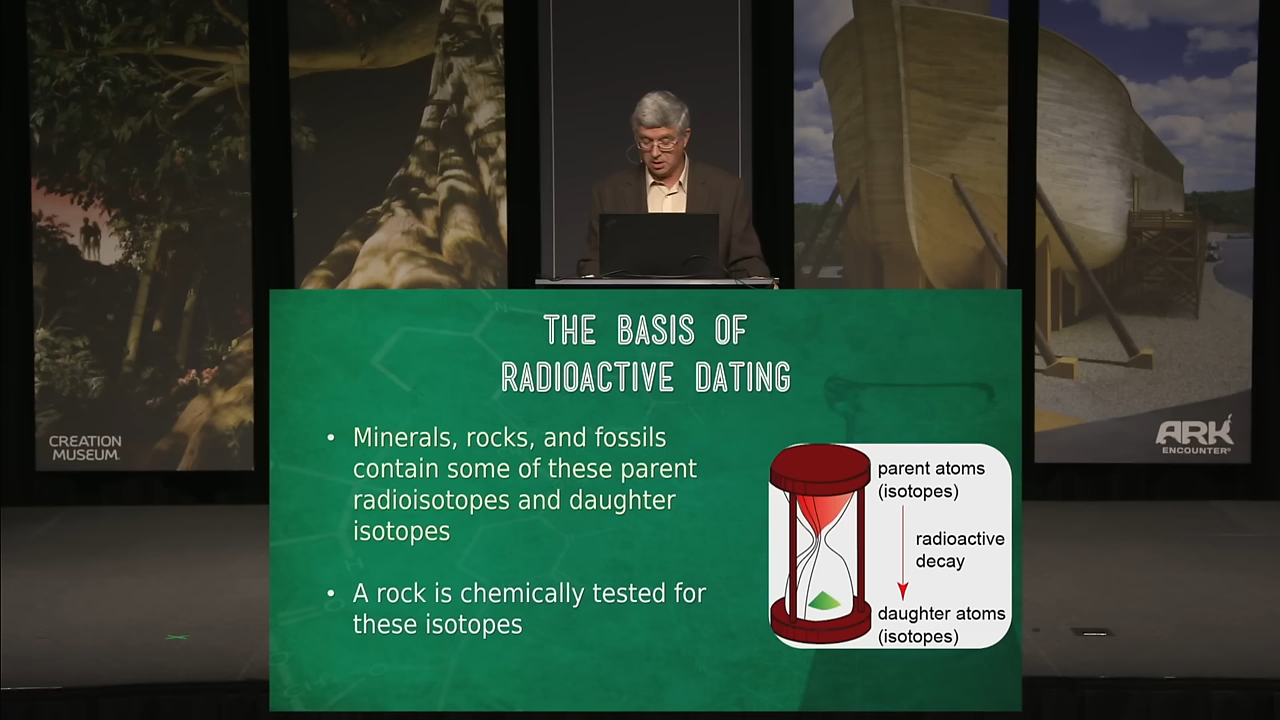 THE BASIS OF
RADIOACTIVE DATING
• Minerals, rocks, and fossils
contain some of these parent
radioisotopes and daughter
isotopes
• A rock is chemically tested for
these isotopes
parent atoms
(isotopes)
radioactive
decay
daughter atoms
(isotopes)
CREATION
MUSEUM.
ARK
ENCOUNTER®